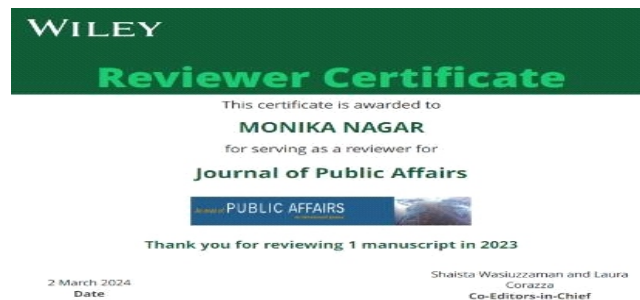 WILEY
Reviewer Certificate
This certificate is awarded to
MONIKA NAGAR
for serving as a reviewer for
Journal of Public Affairs
PUBLIC AFFAIRS
Thank you for reviewing 1 manuscript in 2023
2 March 2024
Date
Shaista Wasiuzzaman and Laura
Corazza
Co-Editors-in-Chief